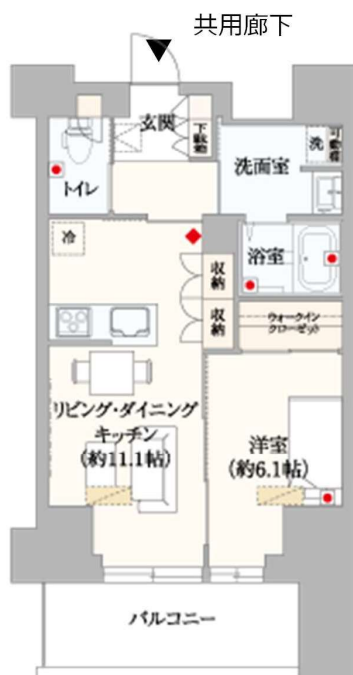 共用廊下
玄関
下駄箱
洗
可動棚
洗面室
トイレ
浴室
冷
収納
収納
ウォークイン
クローゼット
リビング・ダイニング
キッチン
(約11.1帖)
洋室
(約6.1帖)
バルコニー